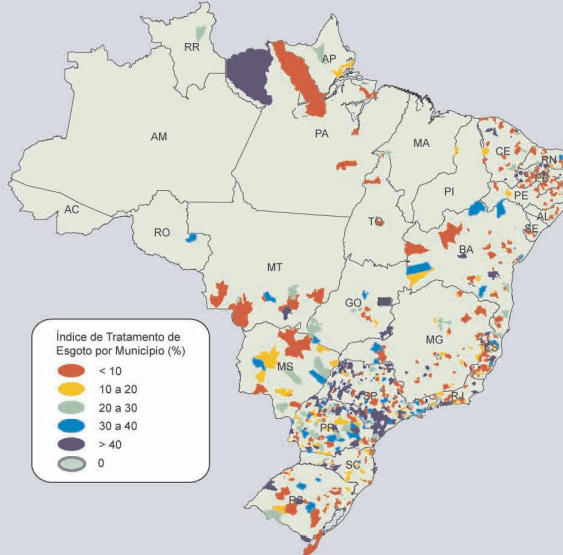 RR
AP
AM
PA
MA
CE
RN
PB
PI
PE
AC
AL
TO
SE
RO
BA
MT
GO
MG
ES
MS
SP
RJ
PR
SC
RS
Índice de Tratamento de
Esgoto por Município (%)
< 10
10 a 20
20 a 30
30 a 40
> 40
0